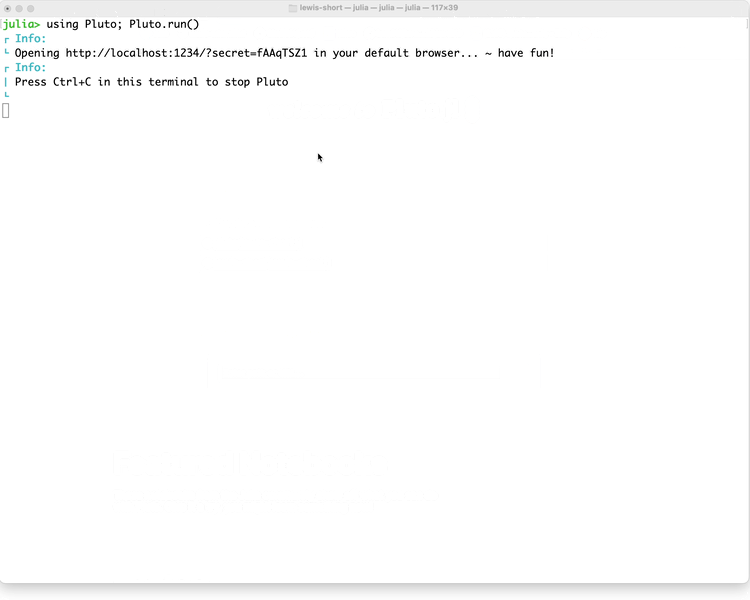 lewis-short — julia — julia — julia — 117×39
julia> using Pluto; Pluto.run()
┌ Info:
└ Opening http://localhost:1234/?secret=fAAqTSZ1 in your default browser... ~ have fun!
┌ Info:
│ Press Ctrl+C in this terminal to stop Pluto
└